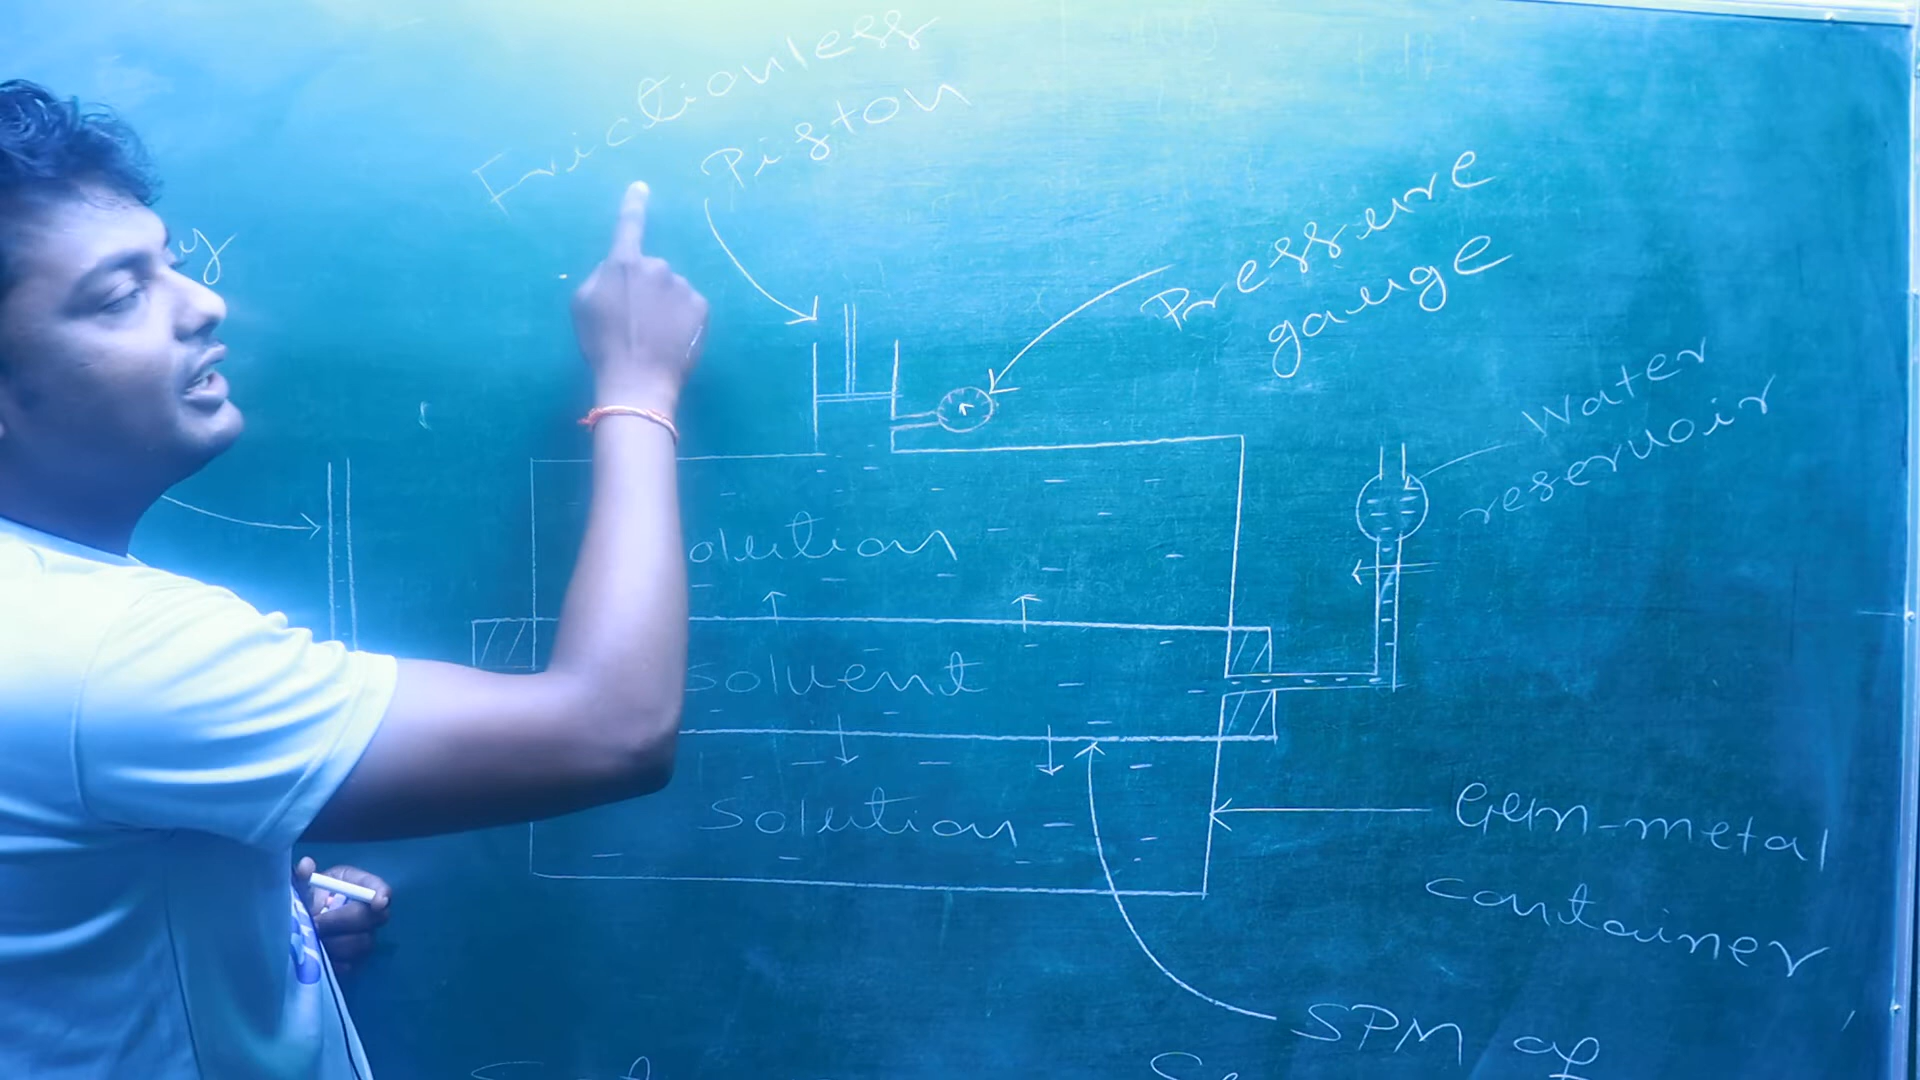 Frictionless
Piston
Pressure
gauge
Water
reservoir
olution
solvent
Solution
Gun-metal
container
SPM of